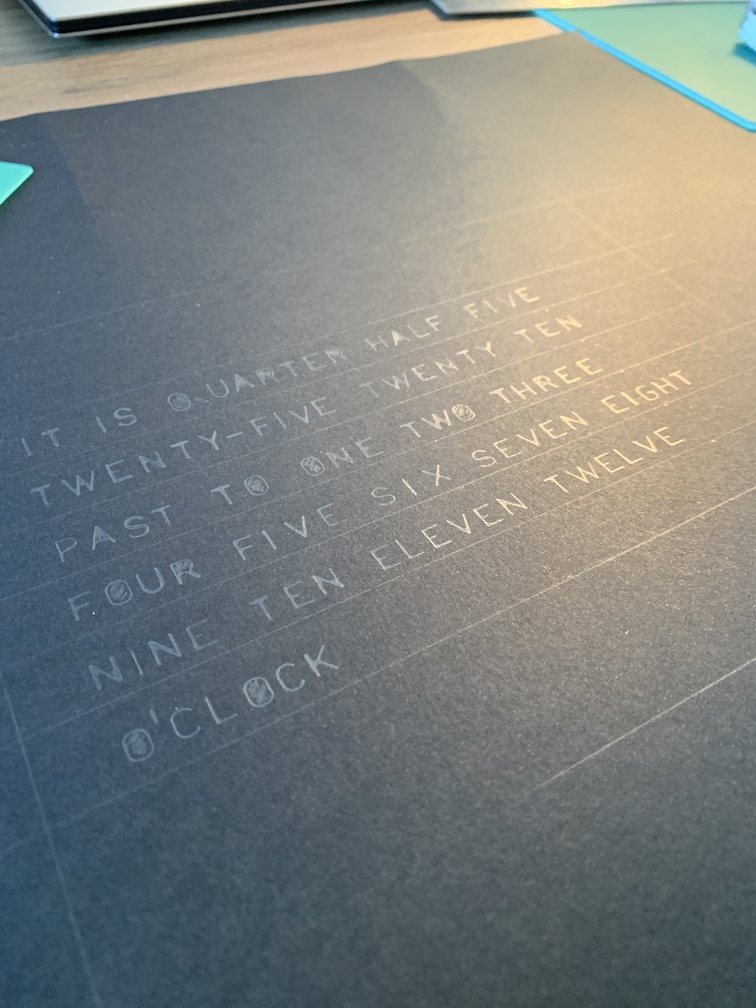 IT IS QUARTER HALF FIVE
TWENTY-FIVE TWENTY TEN
PAST TO ONE TWO THREE
FOUR FIVE SIX SEVEN EIGHT
NINE TEN ELEVEN TWELVE
O'CLOCK